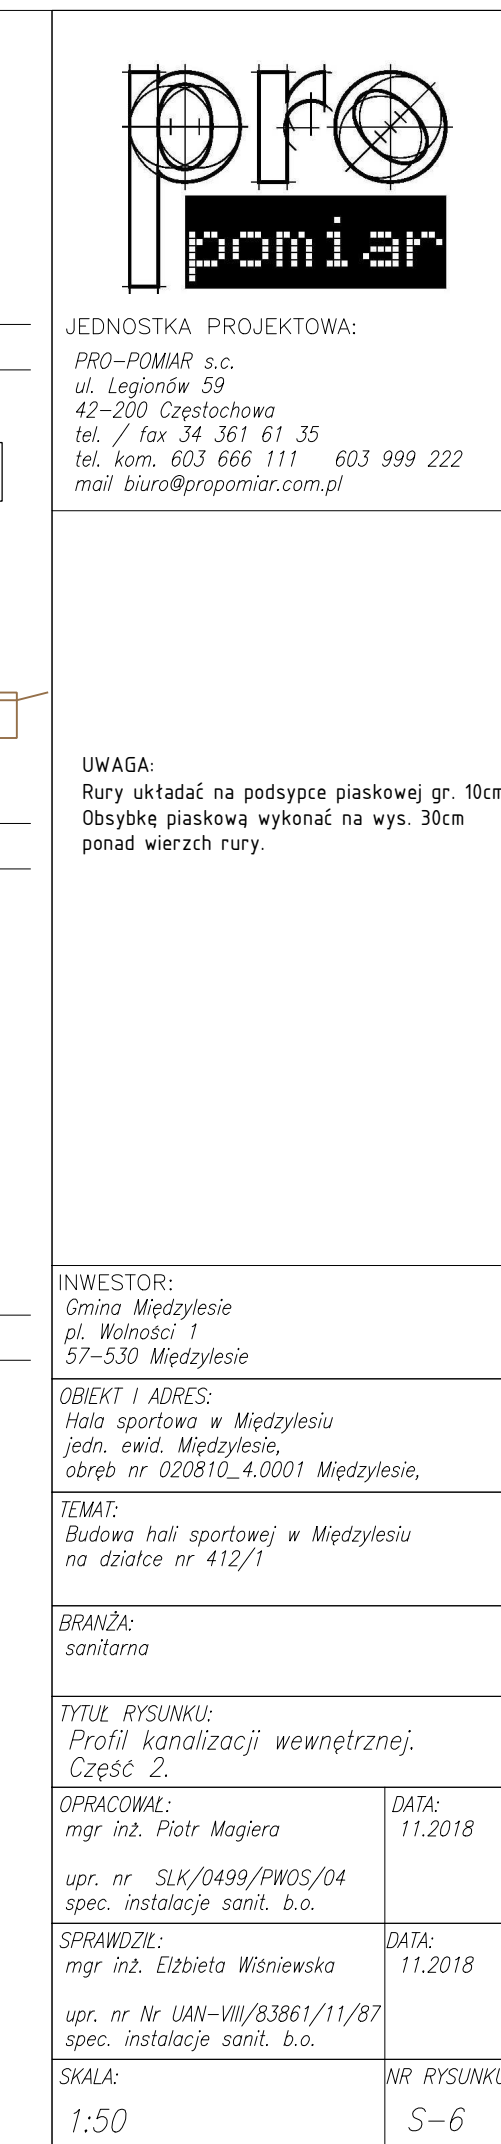 pro
pomiar
JEDNOSTKA PROJEKTOWA:
PRO-POMIAR s.c.
ul. Legionów 59
42-200 Częstochowa
tel. / fax 34 361 61 35
tel. kom. 603 666 111 603 999 222
mail biuro@propomiar.com.pl
UWAGA:
Rury układać na podsypce piaskowej gr. 10cm
Obsybkę piaskową wykonać na wys. 30cm
ponad wierzch rury.
INWESTOR:
Gmina Międzylesie
pl. Wolności 1
57-530 Międzylesie
OBIEKT I ADRES:
Hala sportowa w Międzylesiu
jedn. ewid. Międzylesie,
obręb nr 020810_4.0001 Międzylesie,
TEMAT:
Budowa hali sportowej w Międzylesiu
na działce nr 412/1
BRANŻA:
sanitarna
TYTUŁ RYSUNKU:
Profil kanalizacji wewnętrznej.
Część 2.
OPRACOWAŁ: DATA:
mgr inż. Piotr Magiera 11.2018
upr. nr SLK/0499/PWOS/04
spec. instalacje sanit. b.o.
SPRAWDZIŁ: DATA:
mgr inż. Elżbieta Wiśniewska 11.2018
upr. nr Nr UAN-VIII/83861/11/87
spec. instalacje sanit. b.o.
SKALA: NR RYSUNKU
1:50 S-6